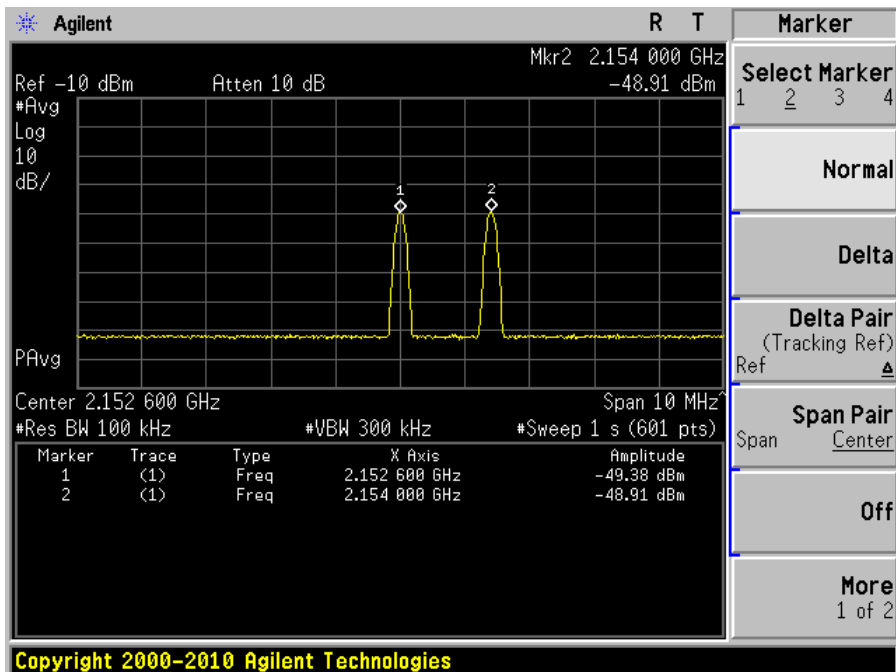 Agilent
R T
Mkr2 2.154 000 GHz
Ref −10 dBm Atten 10 dB −48.91 dBm
#Avg
Log
10
dB/
1 2
PAvg
Center 2.152 600 GHz Span 10 MHz^
#Res BW 100 kHz #VBW 300 kHz #Sweep 1 s (601 pts)
Marker Trace Type X Axis Amplitude
1 (1) Freq 2.152 600 GHz −49.38 dBm
2 (1) Freq 2.154 000 GHz −48.91 dBm
Marker
Select Marker
1 2 3 4
Normal
Delta
Delta Pair
(Tracking Ref)
Ref Δ
Span Pair
Span Center
Off
More
1 of 2
Copyright 2000−2010 Agilent Technologies